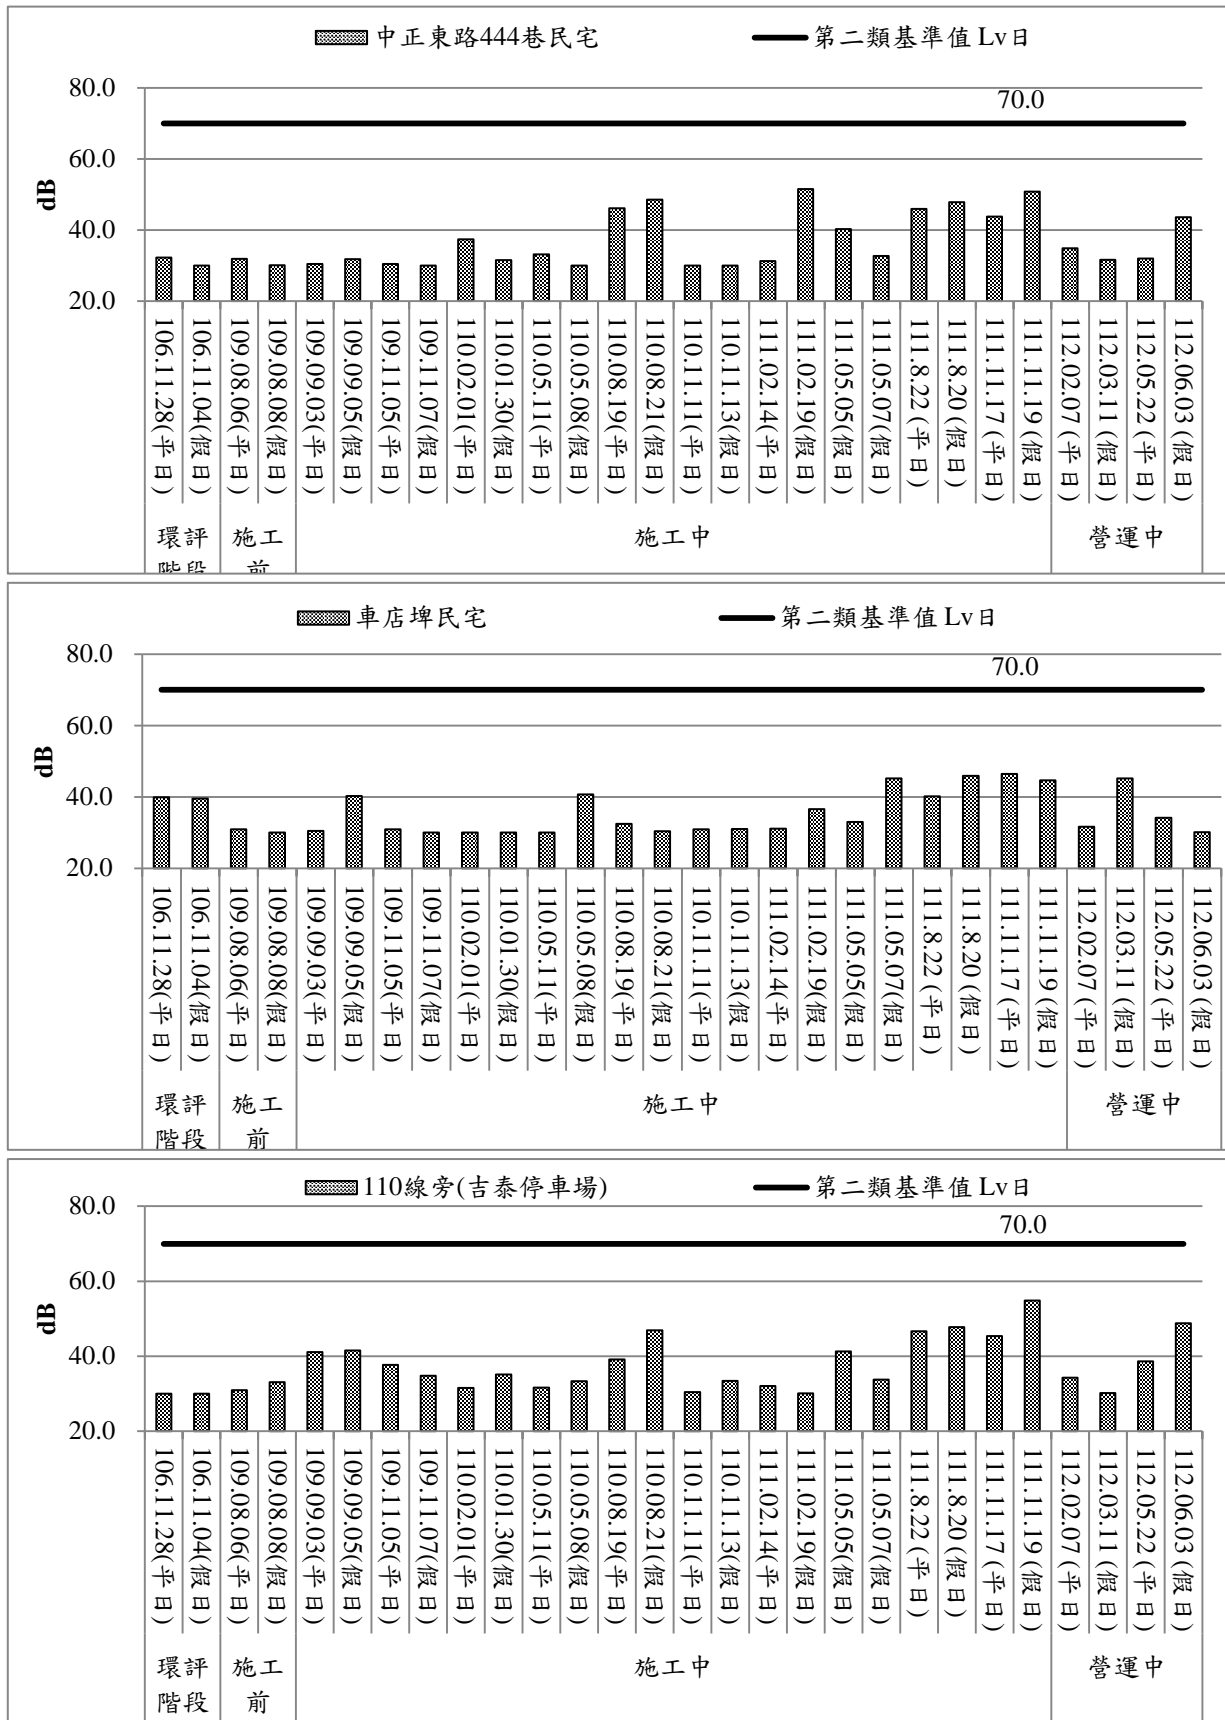 中正東路444巷民宅 第二類基準值 Lv日
80.0
60.0
40.0
20.0
dB
70.0
106.11.28(平日)
106.11.04(假日)
109.08.06(平日)
109.08.08(假日)
109.09.03(平日)
109.09.05(假日)
109.11.05(平日)
109.11.07(假日)
110.02.01(平日)
110.01.30(假日)
110.05.11(平日)
110.05.08(假日)
110.08.19(平日)
110.08.21(假日)
110.11.11(平日)
110.11.13(假日)
111.02.14(平日)
111.02.19(假日)
111.05.05(平日)
111.05.07(假日)
111.8.22 (平日)
111.8.20 (假日)
111.11.17 (平日)
111.11.19 (假日)
112.02.07 (平日)
112.03.11 (假日)
112.05.22 (平日)
112.06.03 (假日)
環評
階段
施工
前
施工中
營運中
車店埤民宅 第二類基準值 Lv日
80.0
60.0
40.0
20.0
dB
70.0
106.11.28(平日)
106.11.04(假日)
109.08.06(平日)
109.08.08(假日)
109.09.03(平日)
109.09.05(假日)
109.11.05(平日)
109.11.07(假日)
110.02.01(平日)
110.01.30(假日)
110.05.11(平日)
110.05.08(假日)
110.08.19(平日)
110.08.21(假日)
110.11.11(平日)
110.11.13(假日)
111.02.14(平日)
111.02.19(假日)
111.05.05(平日)
111.05.07(假日)
111.8.22 (平日)
111.8.20 (假日)
111.11.17 (平日)
111.11.19 (假日)
112.02.07 (平日)
112.03.11 (假日)
112.05.22 (平日)
112.06.03 (假日)
環評
階段
施工
前
施工中
營運中
110線旁(吉泰停車場) 第二類基準值 Lv日
80.0
60.0
40.0
20.0
dB
70.0
106.11.28(平日)
106.11.04(假日)
109.08.06(平日)
109.08.08(假日)
109.09.03(平日)
109.09.05(假日)
109.11.05(平日)
109.11.07(假日)
110.02.01(平日)
110.01.30(假日)
110.05.11(平日)
110.05.08(假日)
110.08.19(平日)
110.08.21(假日)
110.11.11(平日)
110.11.13(假日)
111.02.14(平日)
111.02.19(假日)
111.05.05(平日)
111.05.07(假日)
111.8.22 (平日)
111.8.20 (假日)
111.11.17 (平日)
111.11.19 (假日)
112.02.07 (平日)
112.03.11 (假日)
112.05.22 (平日)
112.06.03 (假日)
環評
階段
施工
前
施工中
營運中